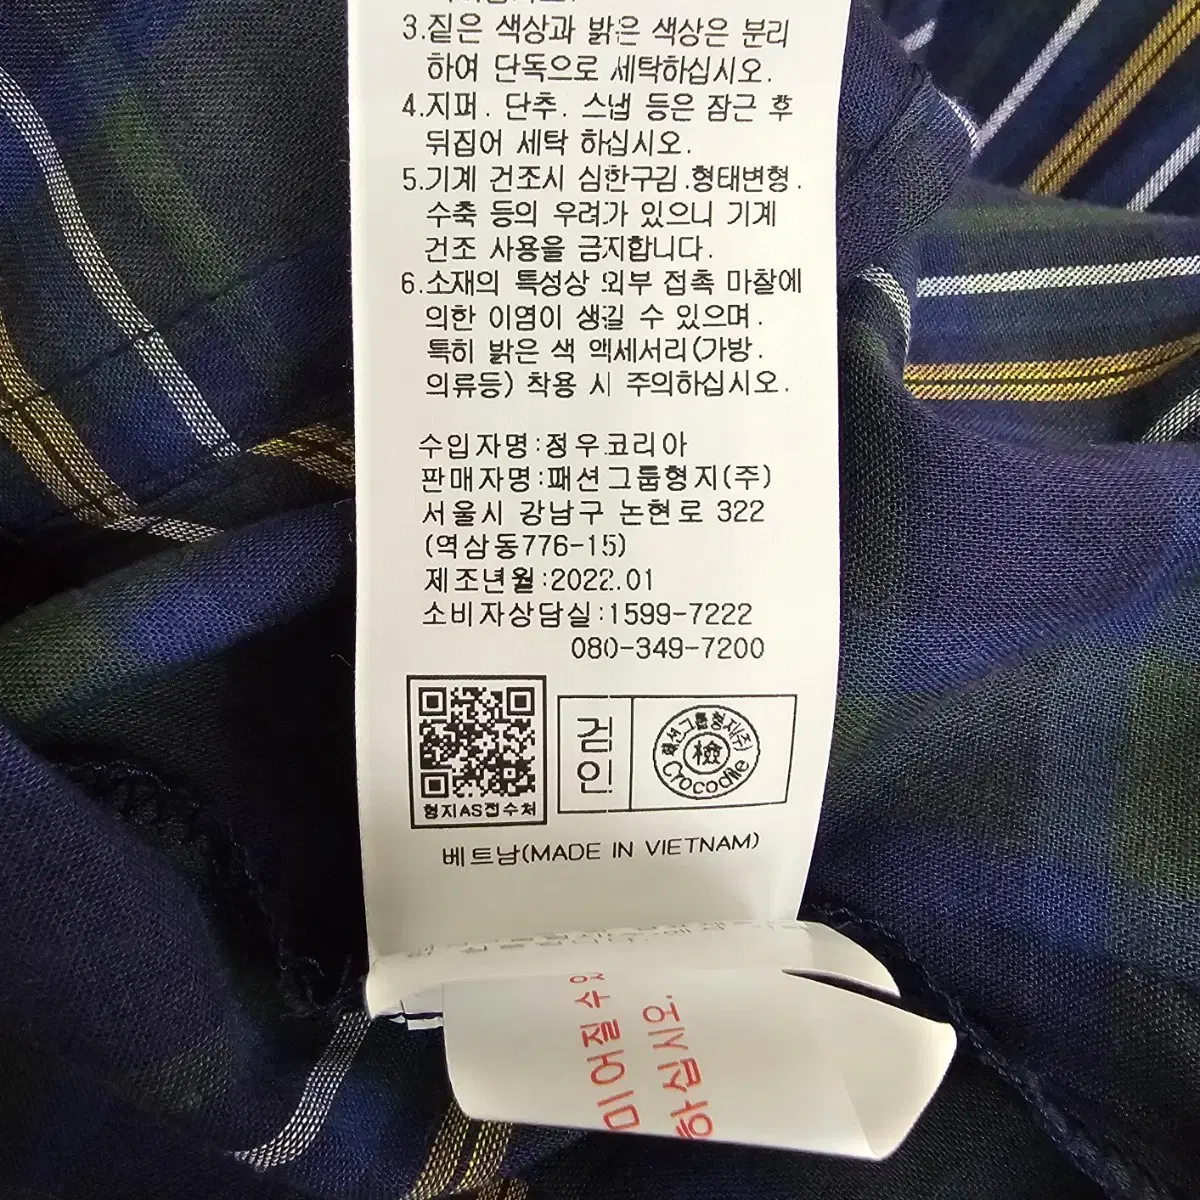 3.짙은 색상과 밝은 색상은 분리
하여 단독으로 세탁하십시오.
4.지퍼. 단추. 스냅 등은 잠근 후
뒤집어 세탁 하십시오.
5.기계 건조시 심한구김.형태변형.
수축 등의 우려가 있으니 기계
건조 사용을 금지합니다.
6.소재의 특성상 외부 접촉 마찰에
의한 이염이 생길 수 있으며.
특히 밝은 색 액세서리(가방.
의류등) 착용 시 주의하십시오.
수입자명:정우코리아
판매자명:패션그룹형지(주)
서울시 강남구 논현로 322
(역삼동776-15)
제조년월:2022.01
소비자상담실:1599-7222
080-349-7200
형지AS접수처
검인
패션그룹형지(주)
檢
Crocodile
베트남(MADE IN VIETNAM)
미어질 수있
하십시오.